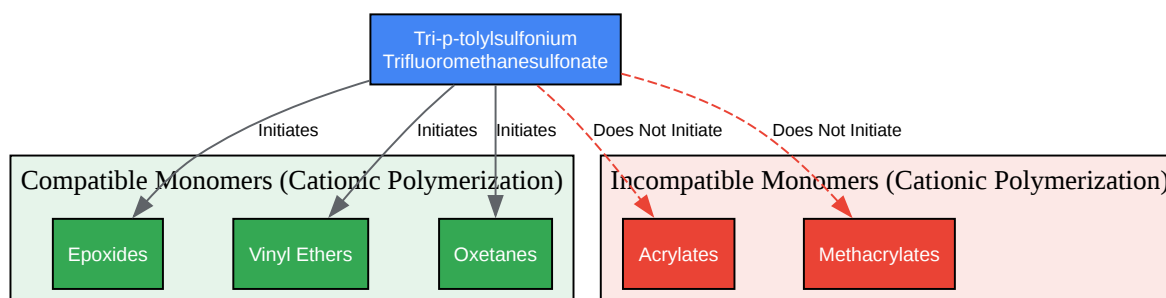 Tri-p-tolylsulfonium
Trifluoromethanesulfonate
Initiates
Initiates
Initiates
Does Not Initiate
Does Not Initiate
Compatible Monomers (Cationic Polymerization)
Incompatible Monomers (Cationic Polymerization)
Epoxides
Vinyl Ethers
Oxetanes
Acrylates
Methacrylates